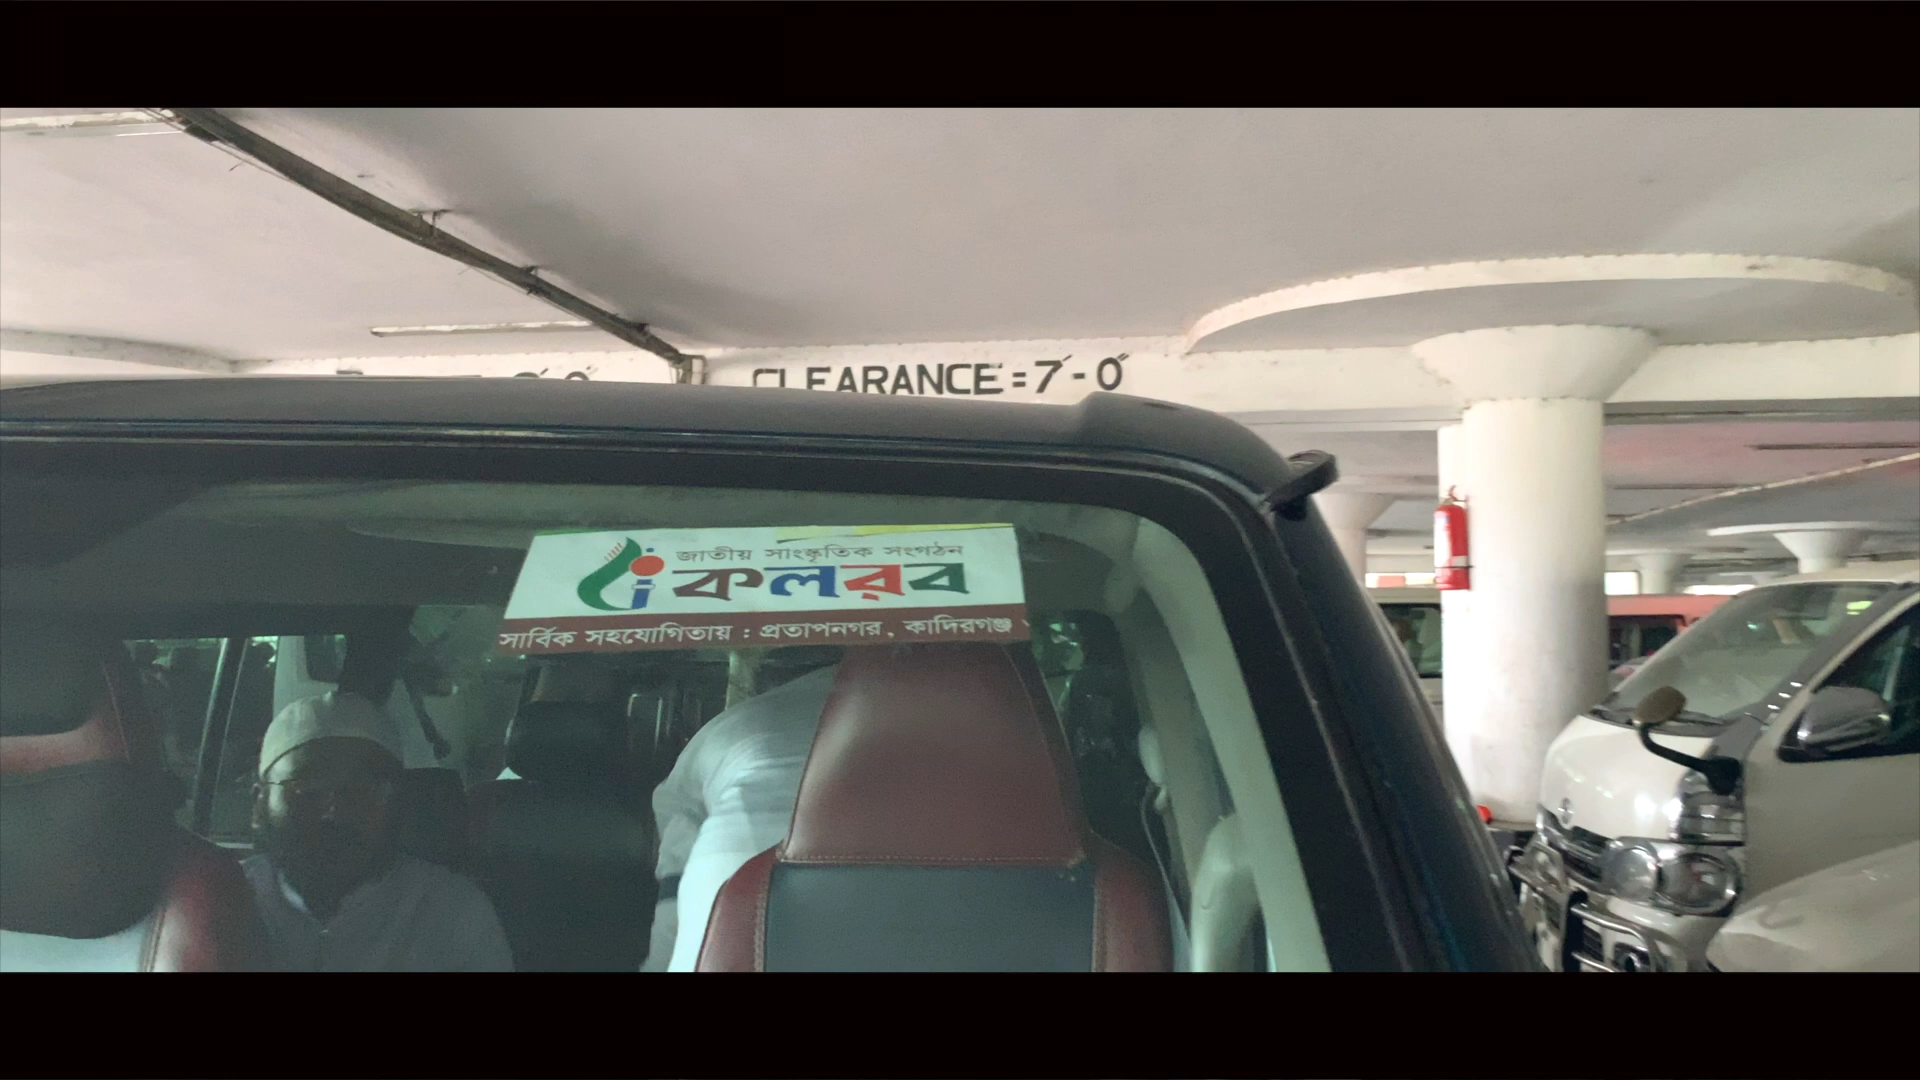 CLEARANCE = 7'-0"
জাতীয় সাংস্কৃতিক সংগঠন
কলরব
সার্বিক সহযোগিতায় : প্রতাপনগর, কাদিরগঞ্জ